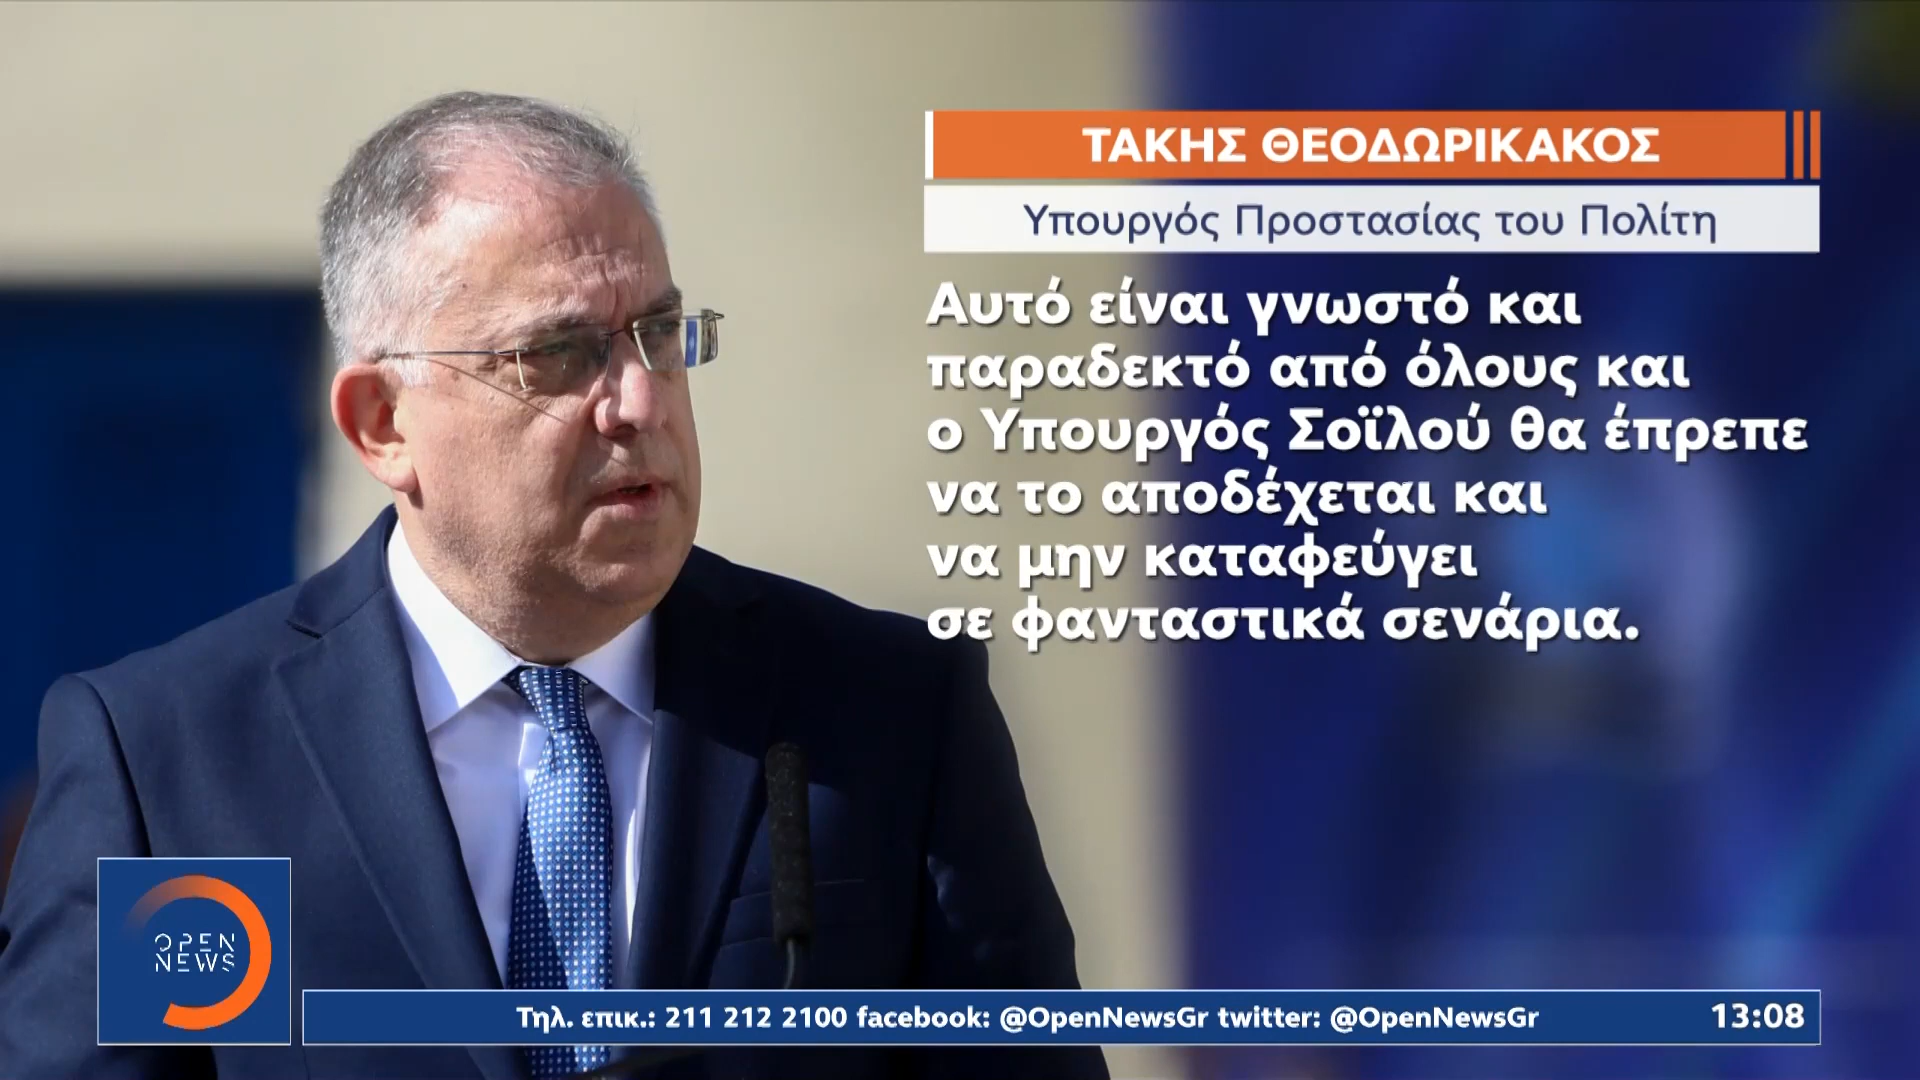 ΤΑΚΗΣ ΘΕΟΔΩΡΙΚΑΚΟΣ
Υπουργός Προστασίας του Πολίτη
Αυτό είναι γνωστό και
παραδεκτό από όλους και
ο Υπουργός Σοϊλού θα έπρεπε
να το αποδέχεται και
να μην καταφεύγει
σε φανταστικά σενάρια.
OPEN
NEWS
Τηλ. επικ.: 211 212 2100 facebook: @OpenNewsGr twitter: @OpenNewsGr
13:08